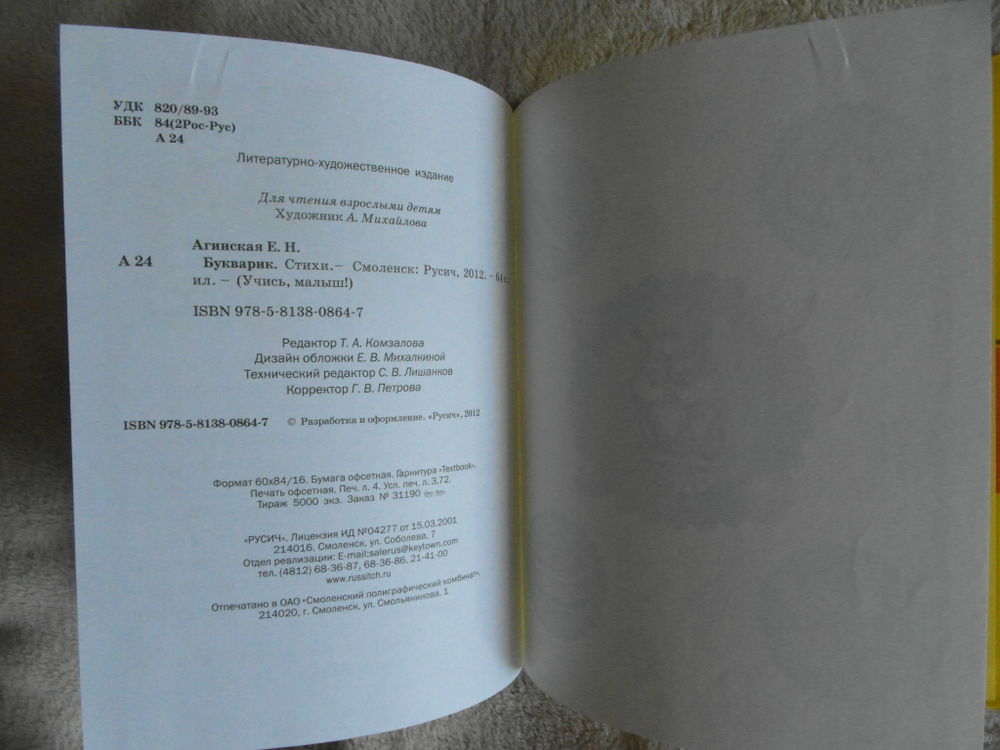 УДК 820/89-93
ББК 84(2Рос-Рус)
А 24
Литературно-художественное издание
Для чтения взрослыми детям
Художник А. Михайлова
Агинская Е. Н.
А 24 Букварик. Стихи.– Смоленск: Русич, 2012. - 64 с.
ил. – (Учись, малыш!)
ISBN 978-5-8138-0864-7
Редактор Т. А. Комзалова
Дизайн обложки Е. В. Михалкиной
Технический редактор С. В. Лишанков
Корректор Г. В. Петрова
ISBN 978-5-8138-0864-7 © Разработка и оформление. «Русич», 2012
Формат 60х84/16. Бумага офсетная. Гарнитура «Textbook».
Печать офсетная. Печ. л. 4. Усл. печ. л. 3,72.
Тираж 5000 экз. Заказ № 31190
«РУСИЧ». Лицензия ИД №04277 от 15.03.2001
214016, Смоленск, ул. Соболева, 7
Отдел реализации: E-mail:salerus@keytown.com
тел. (4812) 68-36-87, 68-36-86, 21-41-00
www.russitch.ru
Отпечатано в ОАО «Смоленский полиграфический комбинат».
214020, г. Смоленск, ул. Смольянинова, 1